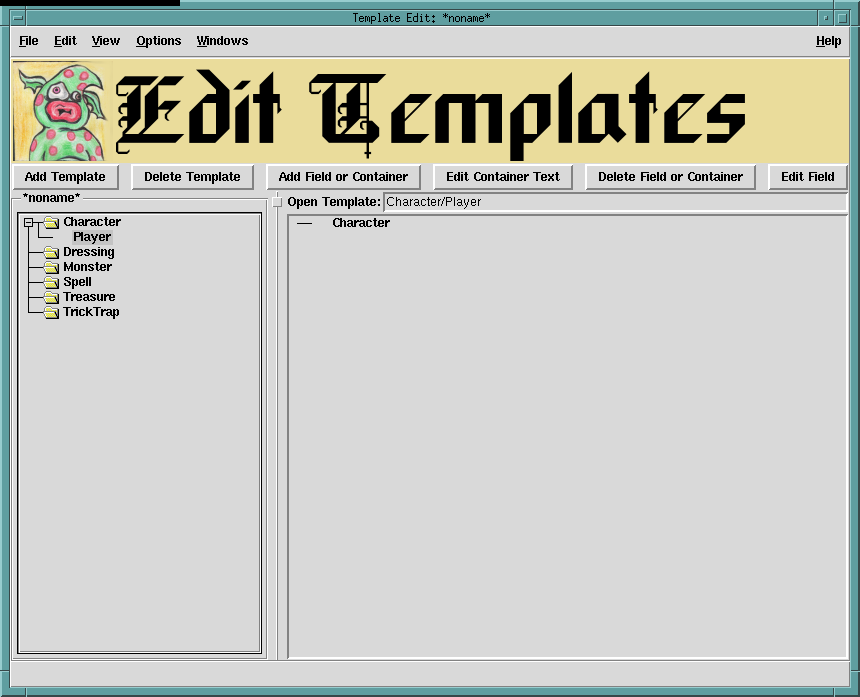 Template Edit: *noname*
File Edit View Options Windows Help
Edit Templates
Add Template Delete Template Add Field or Container Edit Container Text Delete Field or Container Edit Field
*noname*
Open Template: Character/Player
Character
Player
Dressing
Monster
Spell
Treasure
TrickTrap
Character